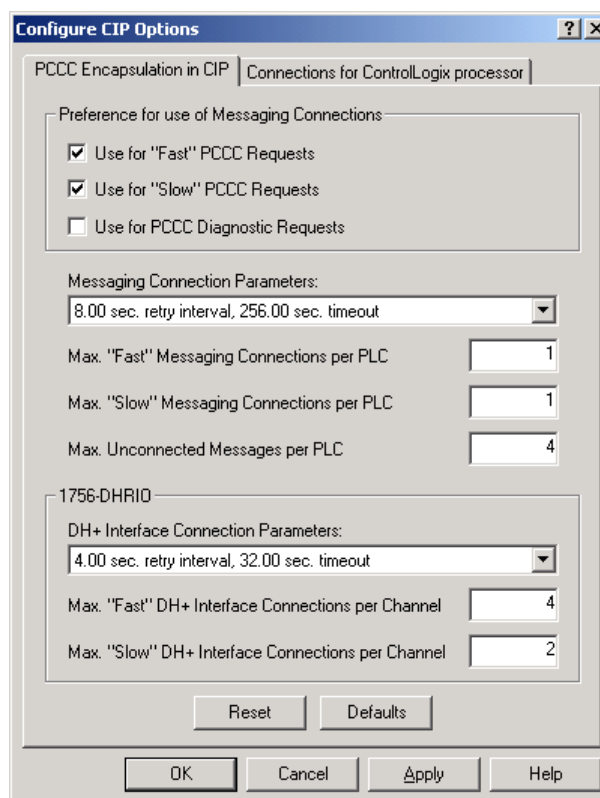 Configure CIP Options
PCCC Encapsulation in CIP Connections for ControlLogix processor
Preference for use of Messaging Connections
Use for "Fast" PCCC Requests
Use for "Slow" PCCC Requests
Use for PCCC Diagnostic Requests
Messaging Connection Parameters:
8.00 sec. retry interval, 256.00 sec. timeout
Max. "Fast" Messaging Connections per PLC 1
Max. "Slow" Messaging Connections per PLC 1
Max. Unconnected Messages per PLC 4
1756-DHRIO
DH+ Interface Connection Parameters:
4.00 sec. retry interval, 32.00 sec. timeout
Max. "Fast" DH+ Interface Connections per Channel 4
Max. "Slow" DH+ Interface Connections per Channel 2
Reset Defaults
OK Cancel Apply Help